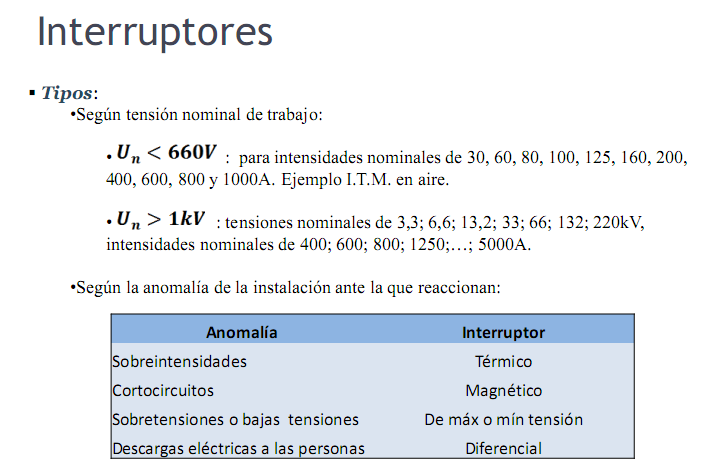 Interruptores
▪ Tipos:
•Según tensión nominal de trabajo:
• Un < 660V : para intensidades nominales de 30, 60, 80, 100, 125, 160, 200,
400, 600, 800 y 1000A. Ejemplo I.T.M. en aire.
• Un > 1kV : tensiones nominales de 3,3; 6,6; 13,2; 33; 66; 132; 220kV,
intensidades nominales de 400; 600; 800; 1250;...; 5000A.
•Según la anomalía de la instalación ante la que reaccionan:
Anomalía Interruptor
Sobreintensidades Térmico
Cortocircuitos Magnético
Sobretensiones o bajas tensiones De máx o mín tensión
Descargas eléctricas a las personas Diferencial